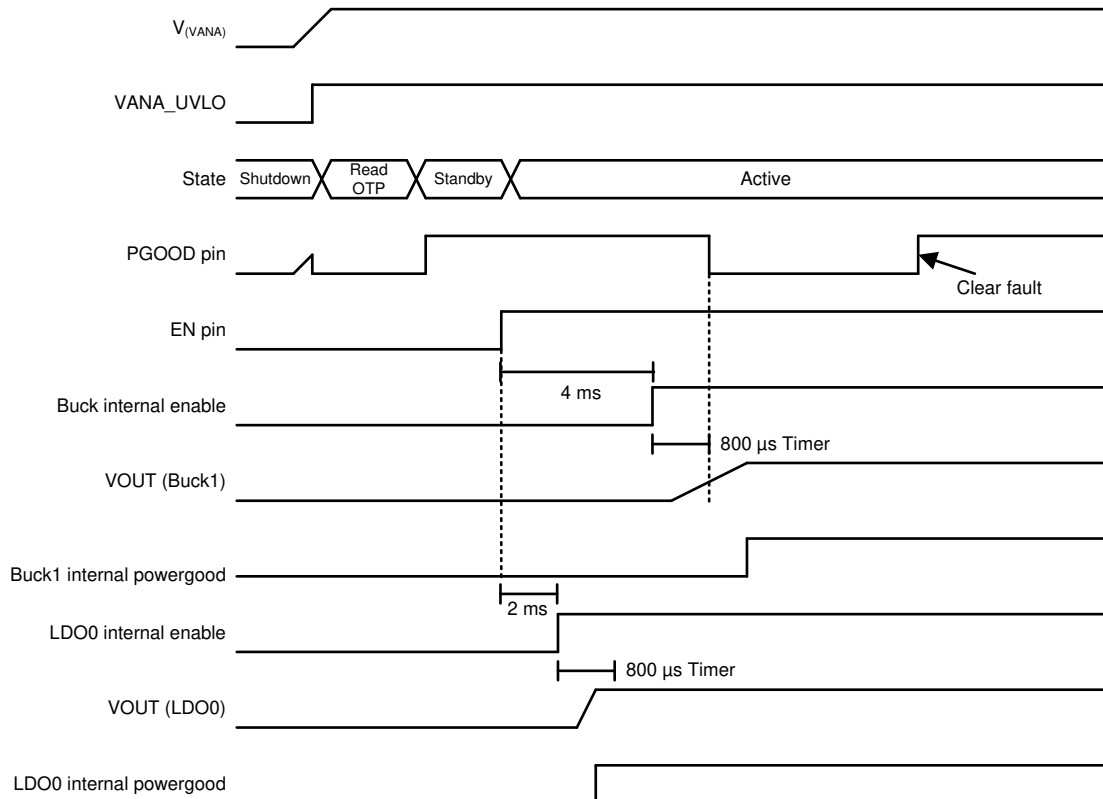 V(VANA)
VANA_UVLO
State
Shutdown
Read
OTP
Standby
Active
PGOOD pin
Clear fault
EN pin
4 ms
Buck internal enable
800 µs Timer
VOUT (Buck1)
Buck1 internal powergood
2 ms
LDO0 internal enable
800 µs Timer
VOUT (LDO0)
LDO0 internal powergood